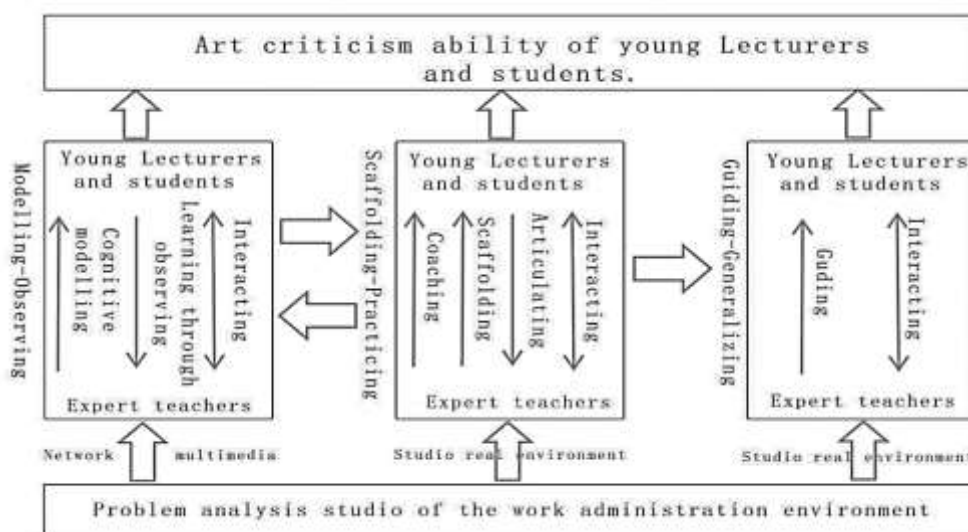 Art criticism ability of young Lecturers
and students.
Modelling-Observing
Young Lecturers
and students
Cognitive
modelling
Learning through
observing
Interacting
Expert teachers
Scaffolding-Practicing
Young Lecturers
and students
Coaching
Scaffolding
Articulating
Interacting
Expert teachers
Guiding-Generalizing
Young Lecturers
and students
Guding
Interacting
Expert teachers
Network multimedia
Studio real environment
Studio real environment
Problem analysis studio of the work administration environment